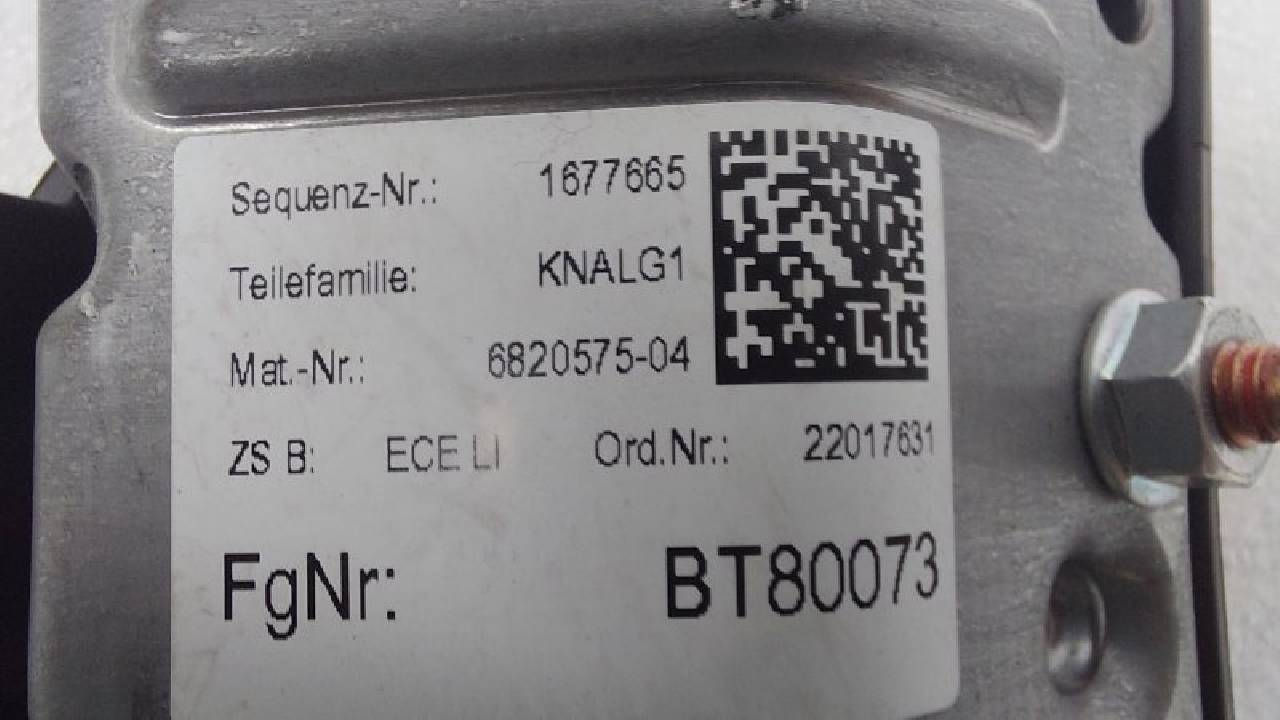 Sequenz-Nr.: 1677665
Teilefamilie: KNALG1
Mat.-Nr.: 6820575-04
ZS B: ECE LI Ord.Nr.: 22017631
FgNr: BT80073